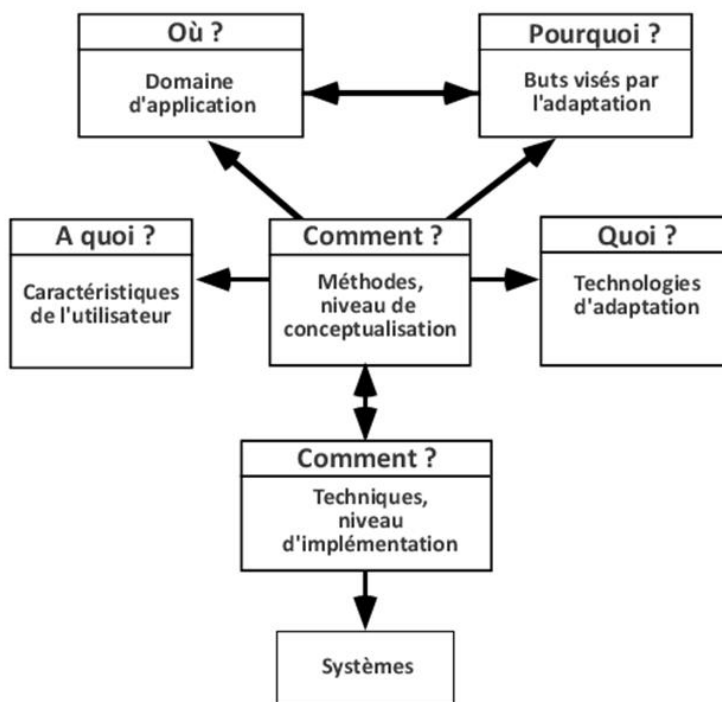 Où ?
Domaine
d'application
Pourquoi ?
Buts visés par
l'adaptation
A quoi ?
Caractéristiques
de l'utilisateur
Comment ?
Méthodes,
niveau de
conceptualisation
Quoi ?
Technologies
d'adaptation
Comment ?
Techniques,
niveau
d'implémentation
Systèmes